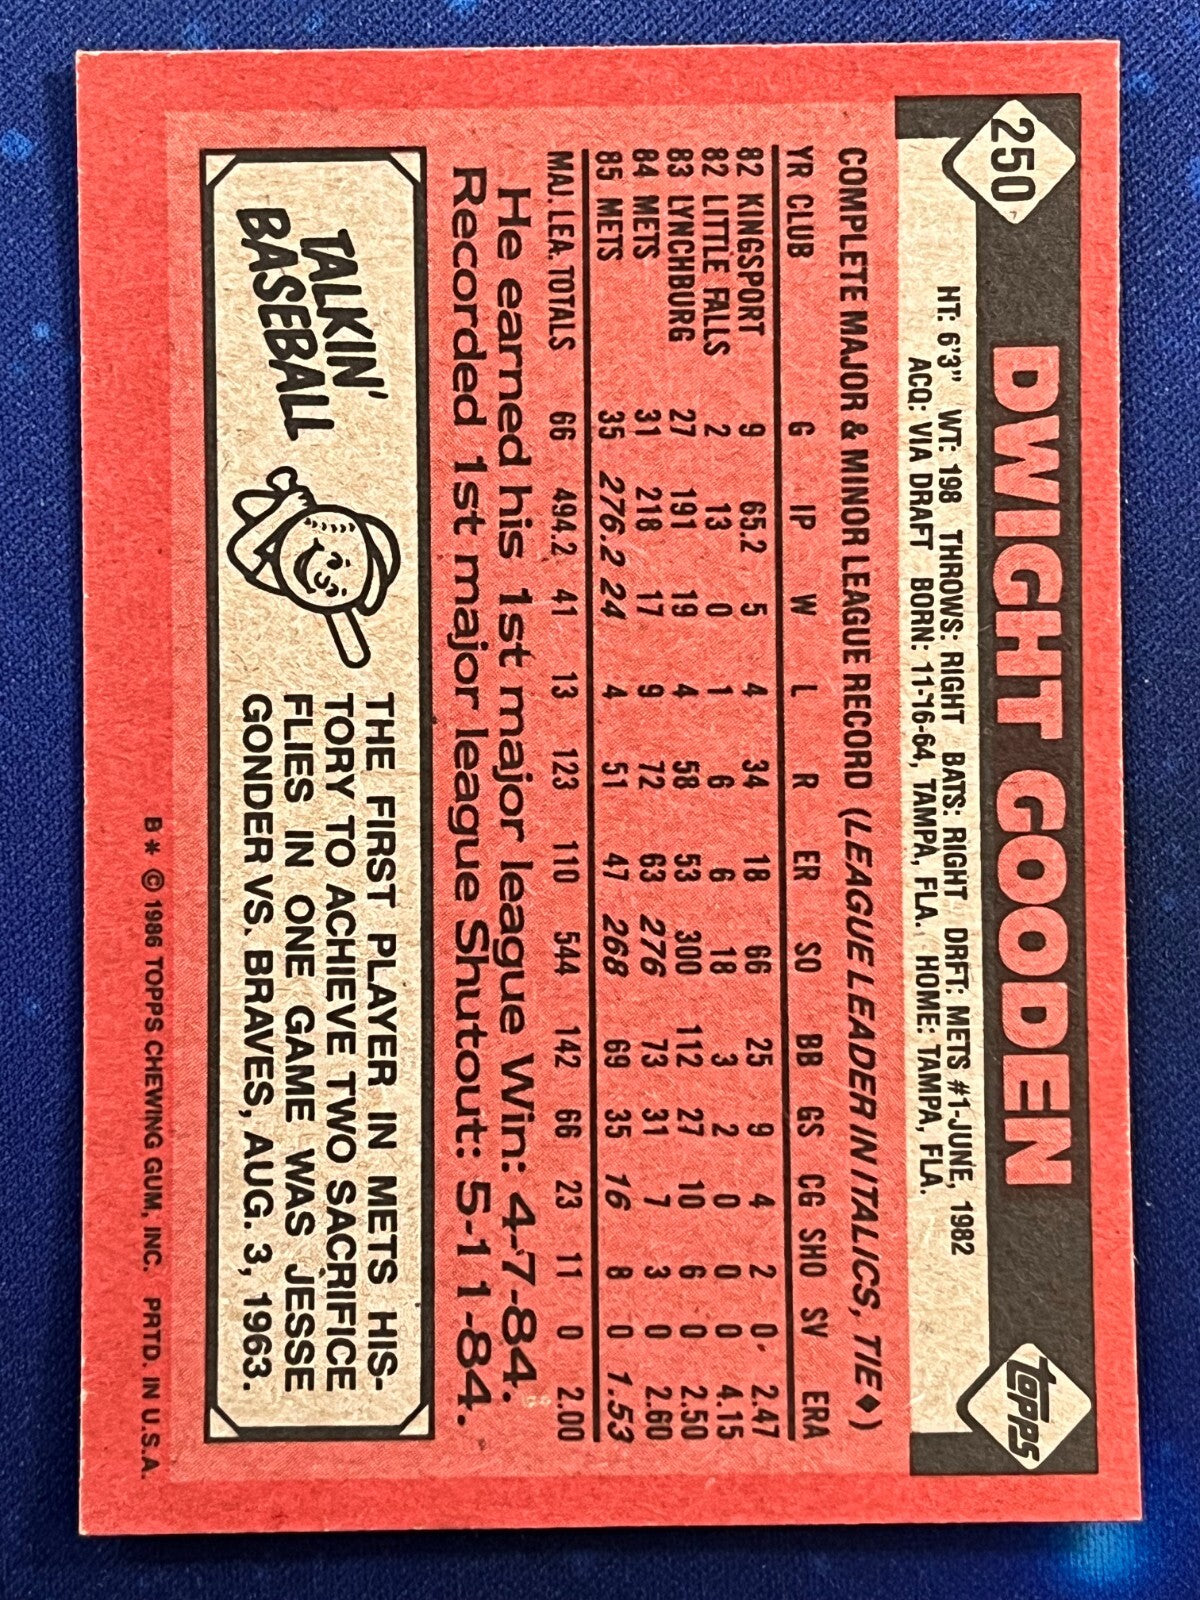 250
DWIGHT GOODEN
topps
HT: 6'3" WT: 198 THROWS: RIGHT BATS: RIGHT DRFT: METS #1-JUNE, 1982
ACQ: VIA DRAFT BORN: 11-16-64, TAMPA, FLA. HOME: TAMPA, FLA.
COMPLETE MAJOR & MINOR LEAGUE RECORD (LEAGUE LEADER IN ITALICS, TIE ♦)
YR CLUB G IP W L R ER SO BB GS CG SHO SV ERA
82 KINGSPORT 9 65.2 5 4 34 18 66 25 9 4 2 0 2.47
82 LITTLE FALLS 2 13 0 1 6 6 18 3 2 0 0 0 4.15
83 LYNCHBURG 27 191 19 4 58 53 300 112 27 10 6 0 2.50
84 METS 31 218 17 9 72 63 276 73 31 7 3 0 2.60
85 METS 35 276.2 24 4 51 47 268 69 35 16 8 0 1.53
MAJ. LEA. TOTALS 66 494.2 41 13 123 110 544 142 66 23 11 0 2.00
He earned his 1st major league Win: 4-7-84.
Recorded 1st major league Shutout: 5-11-84.
TALKIN'
BASEBALL
THE FIRST PLAYER IN METS HIS-
TORY TO ACHIEVE TWO SACRIFICE
FLIES IN ONE GAME WAS JESSE
GONDER VS. BRAVES, AUG. 3, 1963.
B* © 1986 TOPPS CHEWING GUM, INC. PRTD. IN U.S.A.